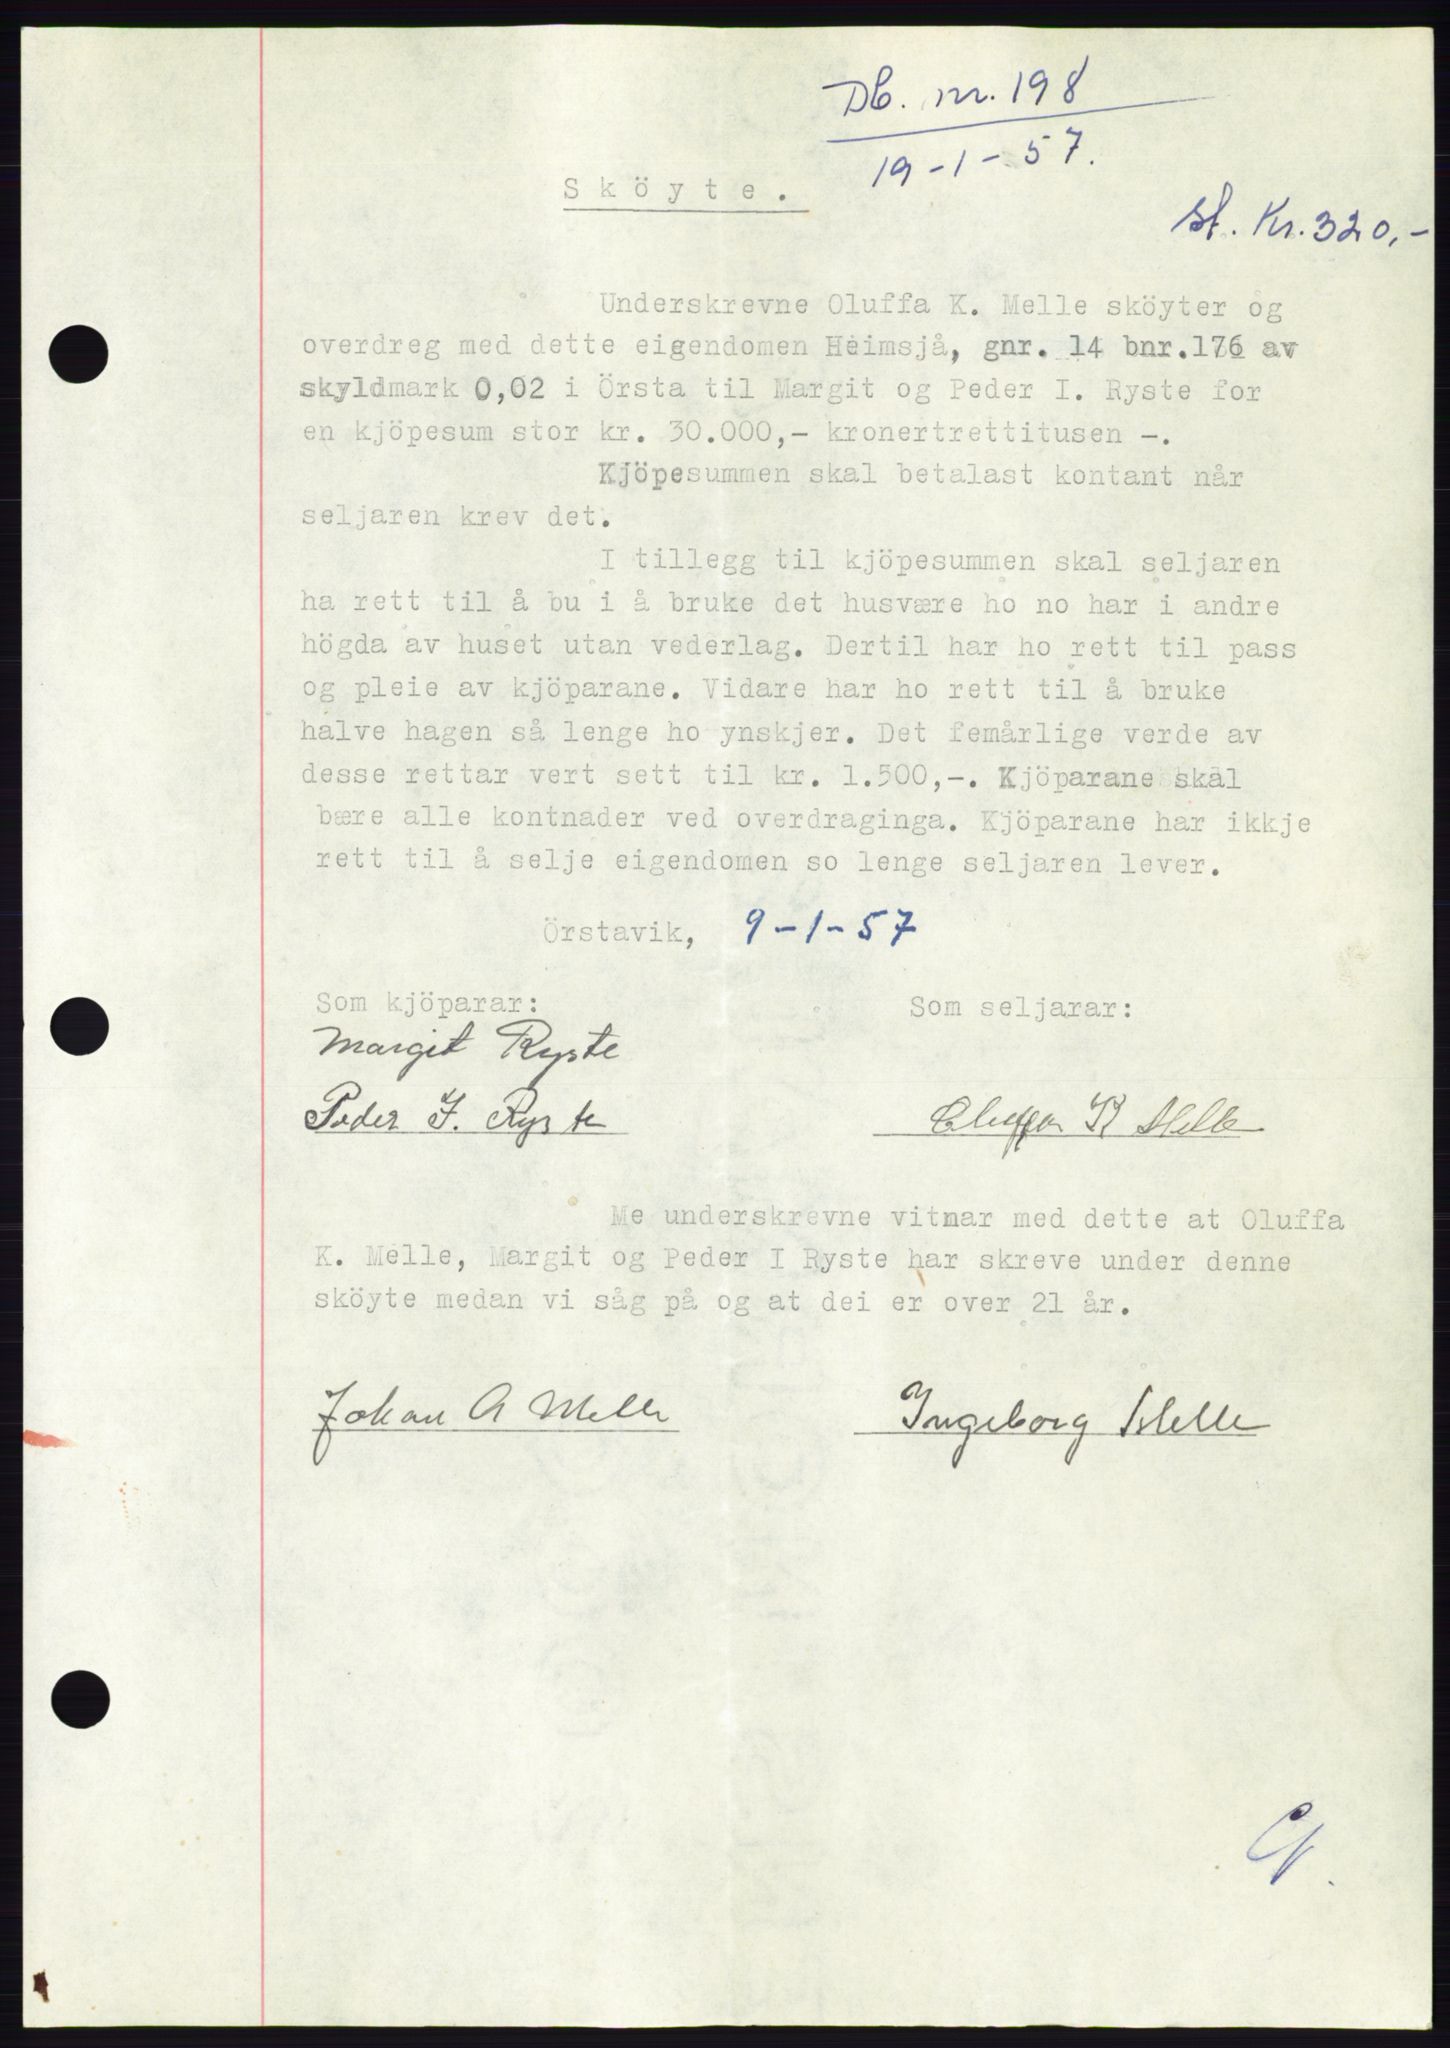 Db. nr. 198
19-1-57.
Sköyte.
st. Kr. 320,-
Underskrevne Oluffa K. Melle sköyter og
overdreg med dette eigendomen Heimsjå, gnr. 14 bnr.176 av
skyldmark 0,02 i Örsta til Margit og Peder I. Ryste for
en kjöpesum stor kr. 30.000,- kronertrettitusen -.
Kjöpesummen skal betalast kontant når
seljaren krev det.
I tillegg til kjöpesummen skal seljaren
ha rett til å bu i å bruke det husvære ho no har i andre
högda av huset utan vederlag. Dertil har ho rett til pass
og pleie av kjöparane. Vidare har ho rett til å bruke
halve hagen så lenge ho ynskjer. Det femårlige verde av
desse rettar vert sett til kr. 1.500,-. Kjöparane skal
bære alle kontnader ved overdraginga. Kjöparane har ikkje
rett til å selje eigendomen so lenge seljaren lever.
Örstavik, 9-1-57
Som kjöparar: Som seljarar:
Margit Ryste
Peder I. Ryste Oluffa K Melle
Me underskrevne vitnar med dette at Oluffa
K. Melle, Margit og Peder I Ryste har skreve under denne
sköyte medan vi såg på og at dei er over 21 år.
Johan A Melle Ingeborg Melle